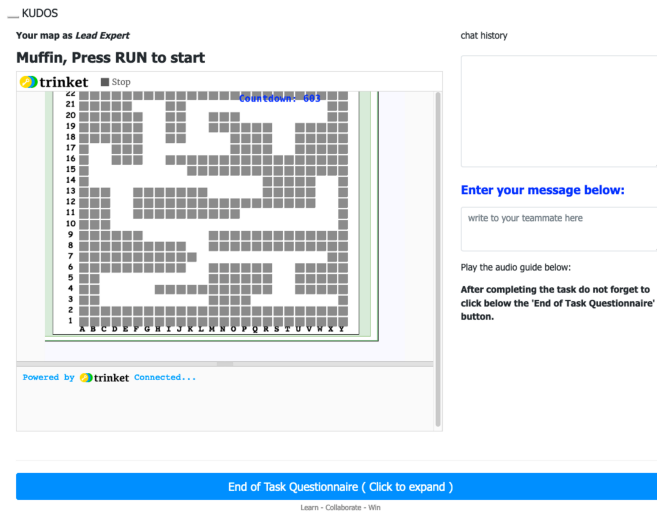 KUDOS
Your map as Lead Expert
Muffin, Press RUN to start
trinket Stop
Countdown: 603
22
21
20
19
18
17
16
15
14
13
12
11
10
9
8
7
6
5
4
3
2
1
A B C D E F G H I J K L M N O P Q R S T U V W X Y
Powered by trinket Connected...
chat history
Enter your message below:
write to your teammate here
Play the audio guide below:
After completing the task do not forget to
click below the 'End of Task Questionnaire'
button.
End of Task Questionnaire ( Click to expand )
Learn - Collaborate - Win